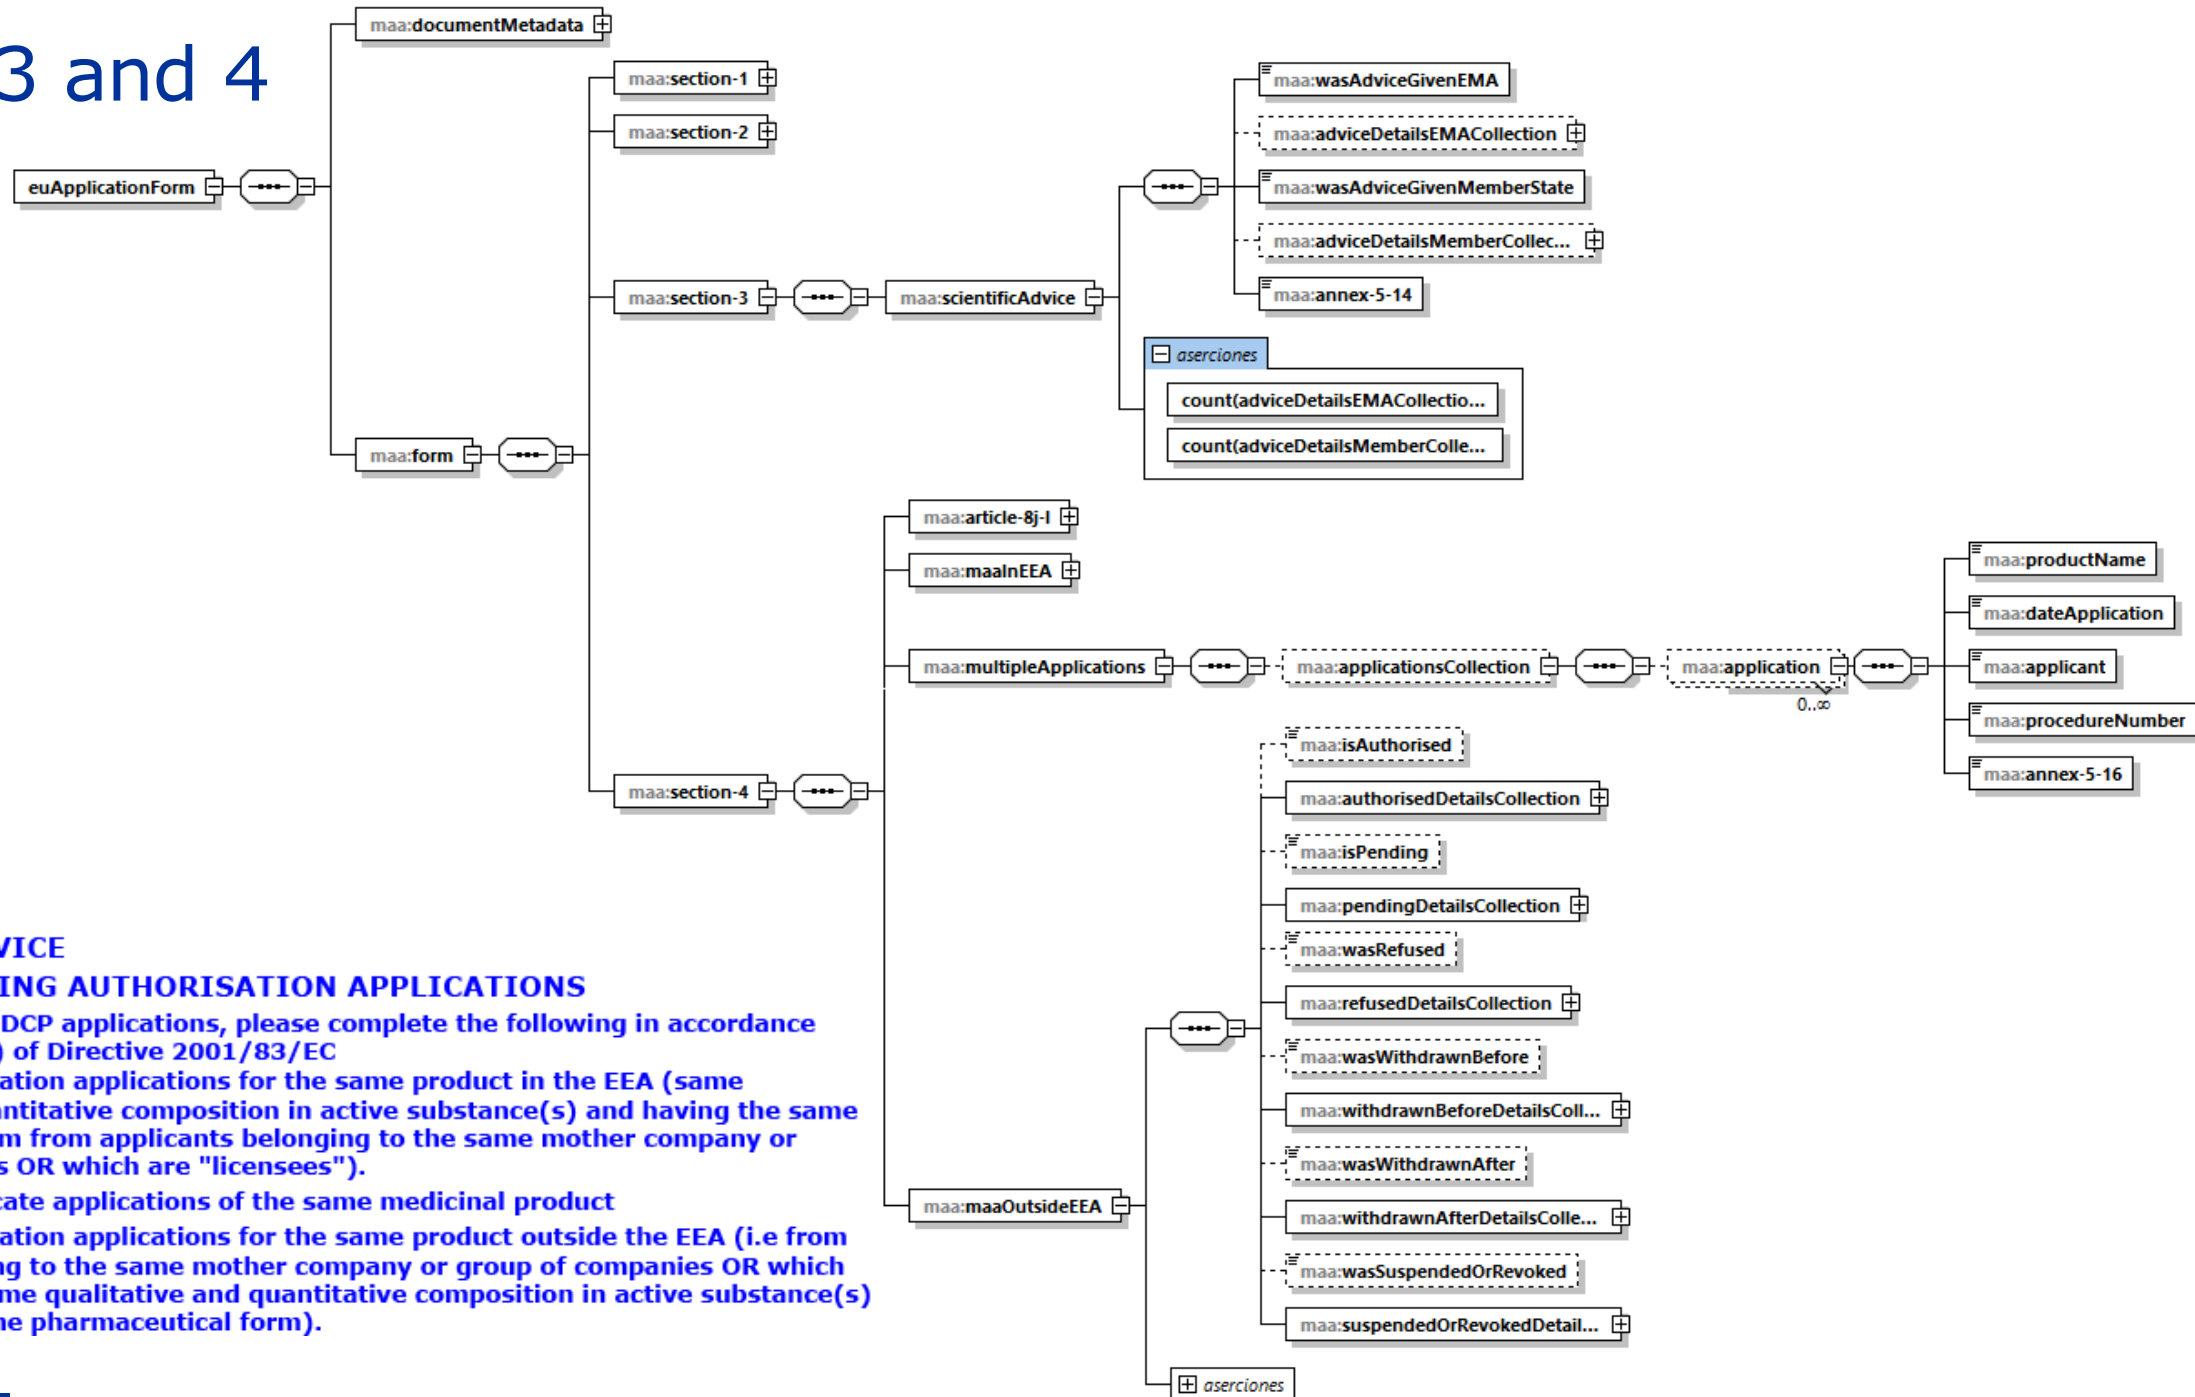 3 and 4
maa:documentMetadata
maa:section-1
maa:section-2
euApplicationForm
maa:section-3
maa:scientificAdvice
maa:wasAdviceGivenEMA
maa:adviceDetailsEMACollection
maa:wasAdviceGivenMemberState
maa:adviceDetailsMemberCollec...
maa:annex-5-14
aserciones
count(adviceDetailsEMACollectio...
count(adviceDetailsMemberColle...
maa:form
maa:article-8j-l
maa:maaInEEA
maa:multipleApplications
maa:applicationsCollection
maa:application
0..∞
maa:productName
maa:dateApplication
maa:applicant
maa:procedureNumber
maa:annex-5-16
maa:section-4
maa:isAuthorised
maa:authorisedDetailsCollection
maa:isPending
maa:pendingDetailsCollection
maa:wasRefused
maa:refusedDetailsCollection
maa:wasWithdrawnBefore
maa:withdrawnBeforeDetailsColl...
maa:wasWithdrawnAfter
maa:withdrawnAfterDetailsColle...
maa:wasSuspendedOrRevoked
maa:suspendedOrRevokedDetail...
maa:maaOutsideEEA
aserciones
VICE
ING AUTHORISATION APPLICATIONS
DCP applications, please complete the following in accordance
) of Directive 2001/83/EC
ation applications for the same product in the EEA (same
antitative composition in active substance(s) and having the same
m from applicants belonging to the same mother company or
s OR which are "licensees").
cate applications of the same medicinal product
ation applications for the same product outside the EEA (i.e from
ng to the same mother company or group of companies OR which
me qualitative and quantitative composition in active substance(s)
ne pharmaceutical form).